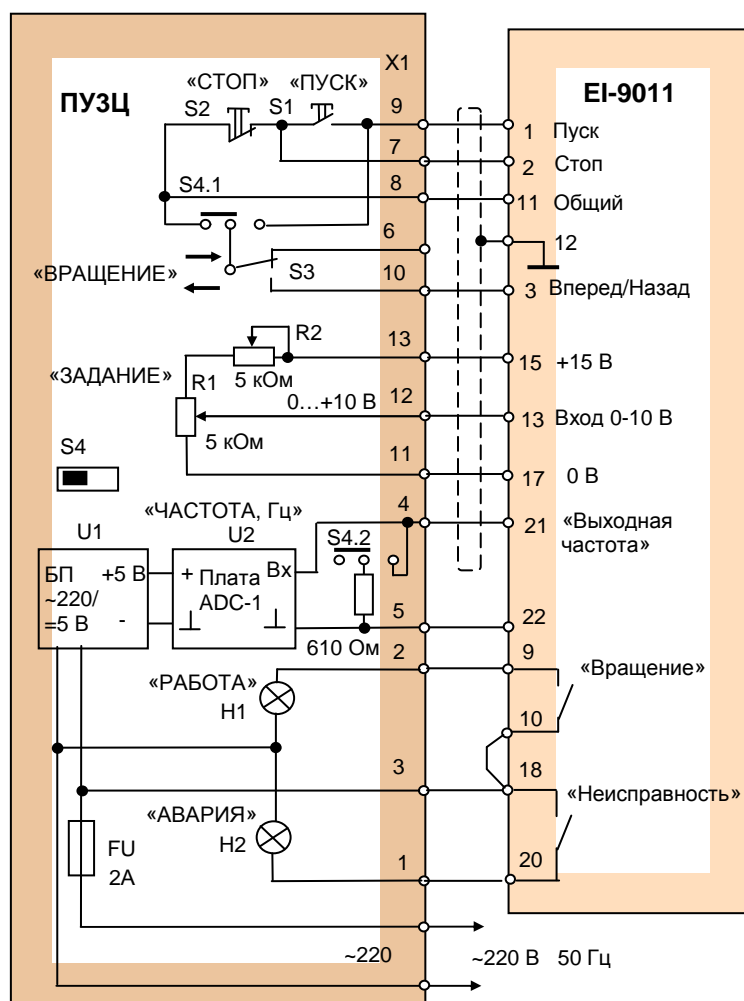 X1
«СТОП» «ПУСК»
ПУЗЦ
EI-9011
S2 S1 9
1 Пуск
7
2 Стоп
S4.1 8
11 Общий
6
12
«ВРАЩЕНИЕ» S3 10
3 Вперед/Назад
R2 13
15 +15 В
«ЗАДАНИЕ» R1 5 кОм
0…+10 В 12
13 Вход 0-10 В
5 кОм 11
17 0 В
S4
«ЧАСТОТА, Гц» 4
21 «Выходная
частота»
U1 U2 S4.2
БП +5 В + Плата Вх
~220/ ADC-1
=5 В - ⊥ ⊥
5
22
610 Ом
2 9
«Вращение»
«РАБОТА»
H1
10
3 18
«Неисправность»
«АВАРИЯ»
H2
FU
2А
1 20
~220 ~220 В 50 Гц